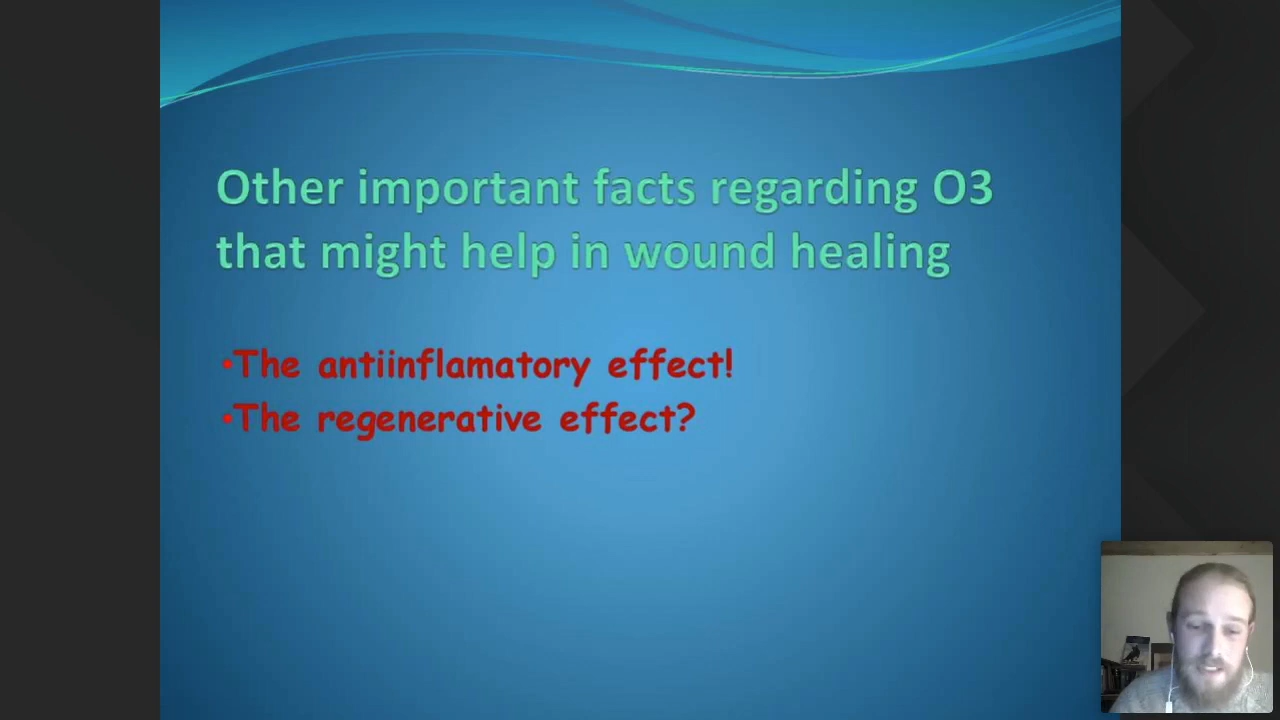 Other important facts regarding O3
that might help in wound healing
•The antiinflamatory effect!
•The regenerative effect?